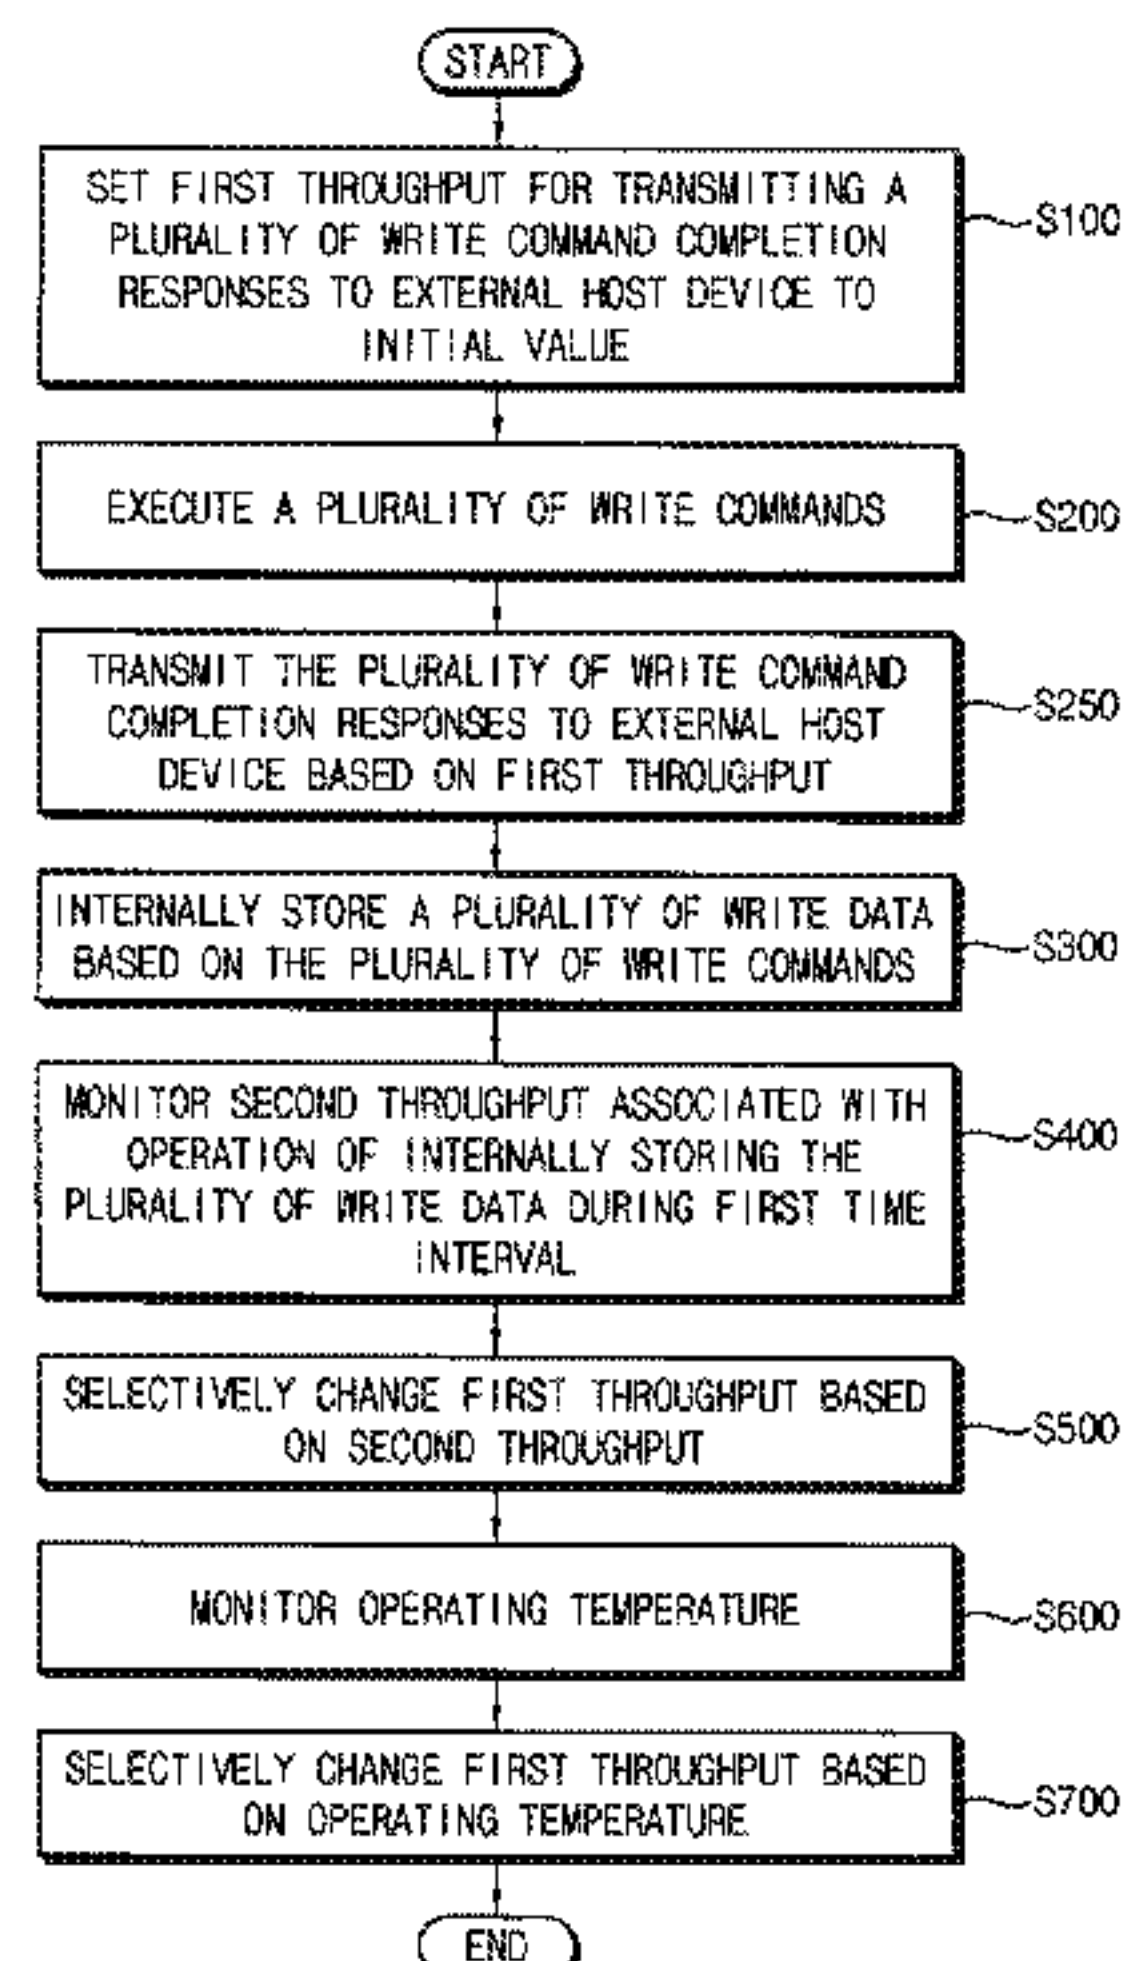 START
SET FIRST THROUGHPUT FOR TRANSMITTING A
PLURALITY OF WRITE COMMAND COMPLETION
RESPONSES TO EXTERNAL HOST DEVICE TO
INITIAL VALUE
S100
EXECUTE A PLURALITY OF WRITE COMMANDS
S200
TRANSMIT THE PLURALITY OF WRITE COMMAND
COMPLETION RESPONSES TO EXTERNAL HOST
DEVICE BASED ON FIRST THROUGHPUT
S250
INTERNALLY STORE A PLURALITY OF WRITE DATA
BASED ON THE PLURALITY OF WRITE COMMANDS
S300
MONITOR SECOND THROUGHPUT ASSOCIATED WITH
OPERATION OF INTERNALLY STORING THE
PLURALITY OF WRITE DATA DURING FIRST TIME
INTERVAL
S400
SELECTIVELY CHANGE FIRST THROUGHPUT BASED
ON SECOND THROUGHPUT
S500
MONITOR OPERATING TEMPERATURE
S600
SELECTIVELY CHANGE FIRST THROUGHPUT BASED
ON OPERATING TEMPERATURE
S700
END